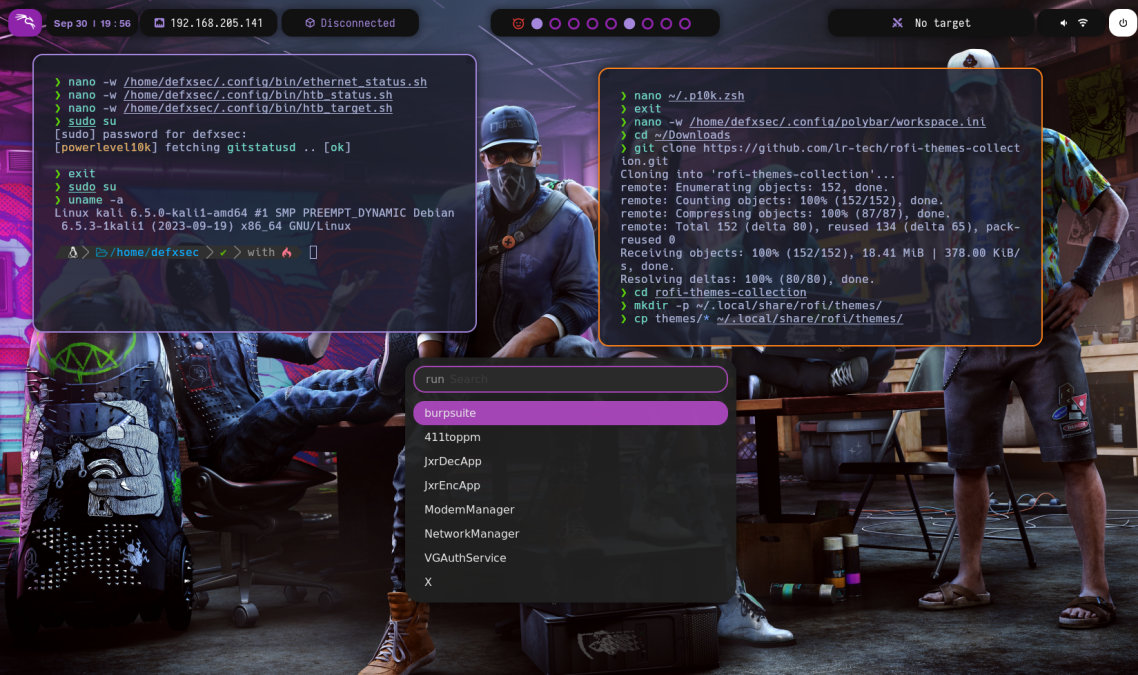 Sep 30 | 19 : 56
192.168.205.141
Disconnected
No target
❯ nano -w /home/defxsec/.config/bin/ethernet_status.sh
❯ nano -w /home/defxsec/.config/bin/htb_status.sh
❯ nano -w /home/defxsec/.config/bin/htb_target.sh
❯ sudo su
[sudo] password for defxsec:
[powerlevel10k] fetching gitstatusd .. [ok]
❯ exit
❯ sudo su
❯ uname -a
Linux kali 6.5.0-kali1-amd64 #1 SMP PREEMPT_DYNAMIC Debian
6.5.3-1kali1 (2023-09-19) x86_64 GNU/Linux
/home/defxsec ✔ with
❯ nano ~/.p10k.zsh
❯ exit
❯ nano -w /home/defxsec/.config/polybar/workspace.ini
❯ cd ~/Downloads
❯ git clone https://github.com/lr-tech/rofi-themes-collect
ion.git
Cloning into 'rofi-themes-collection'...
remote: Enumerating objects: 152, done.
remote: Counting objects: 100% (152/152), done.
remote: Compressing objects: 100% (87/87), done.
remote: Total 152 (delta 80), reused 134 (delta 65), pack-
reused 0
Receiving objects: 100% (152/152), 18.41 MiB | 378.00 KiB/
s, done.
Resolving deltas: 100% (80/80), done.
❯ cd rofi-themes-collection
❯ mkdir -p ~/.local/share/rofi/themes/
❯ cp themes/* ~/.local/share/rofi/themes/
run Search
burpsuite
411toppm
JxrDecApp
JxrEncApp
ModemManager
NetworkManager
VGAuthService
X